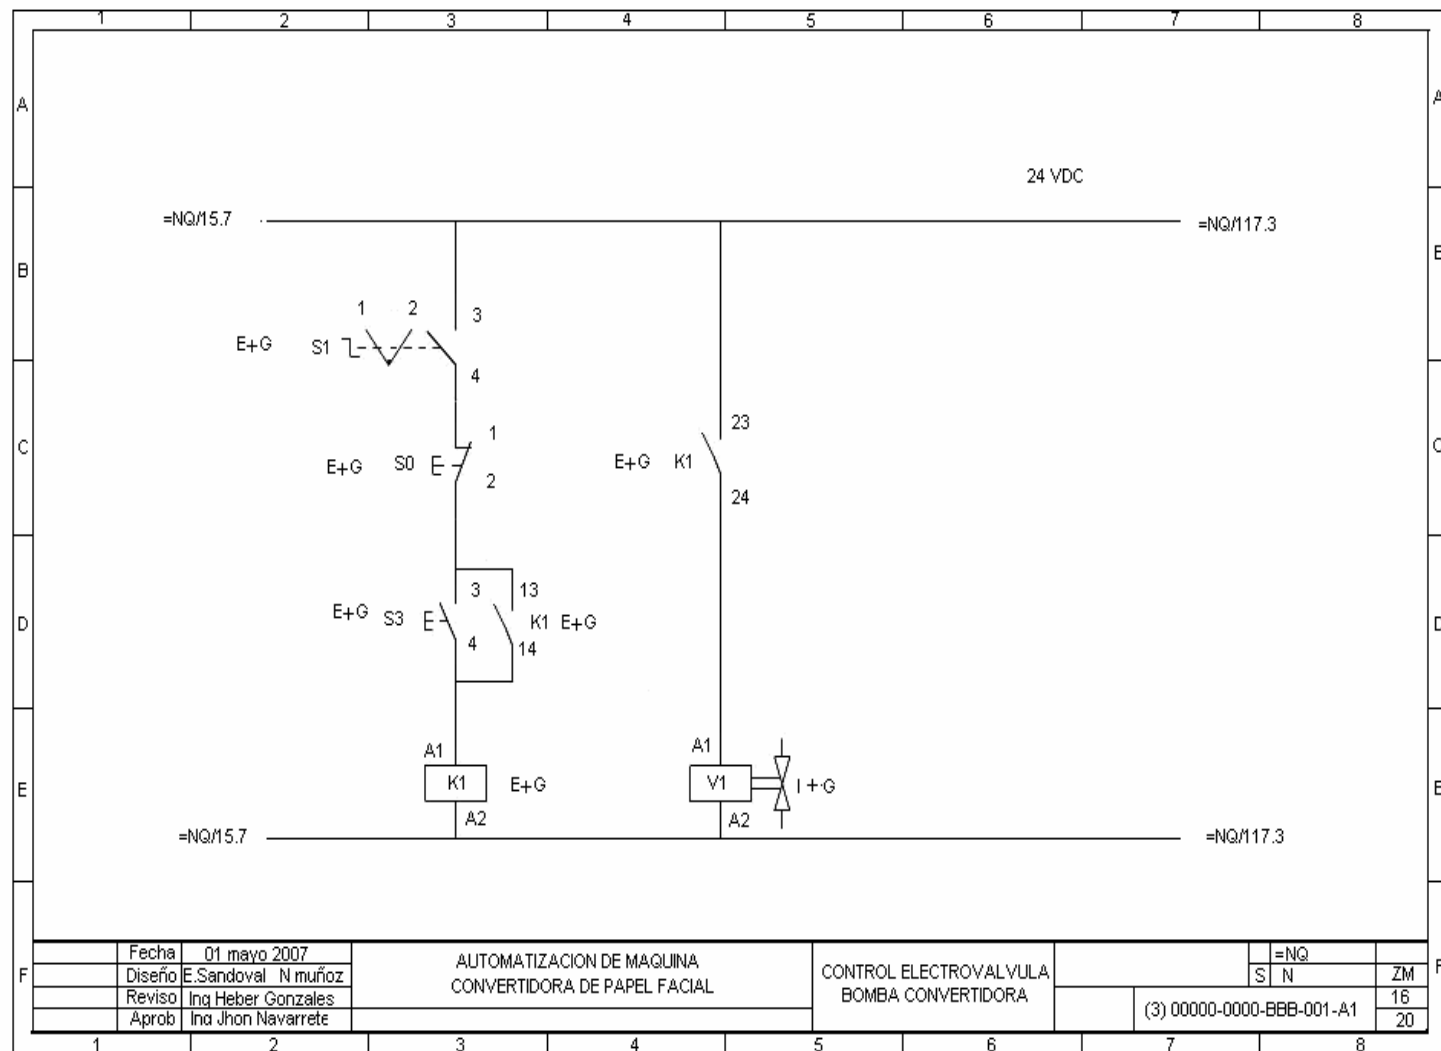 1 2 3 4 5 6 7 8
A A
24 VDC
=NQ/15.7 =NQ/117.3
B B
1 2 3
E+G S1
4
C C
1 23
E+G S0 E+G K1
2 24
3 13
E+G S3 K1 E+G
D D
4 14
A1 A1
K1 E+G V1 I+G
E E
A2 A2
=NQ/15.7 =NQ/117.3
Fecha 01 mayo 2007 =NQ
AUTOMATIZACION DE MAQUINA
F F
Diseño E.Sandoval N muñoz CONTROL ELECTROVALVULA S N ZM
CONVERTIDORA DE PAPEL FACIAL
Reviso Ing Heber Gonzales BOMBA CONVERTIDORA 16
(3) 00000-0000-BBB-001-A1
Aprob Ing Jhon Navarrete 20
1 2 3 4 5 6 7 8